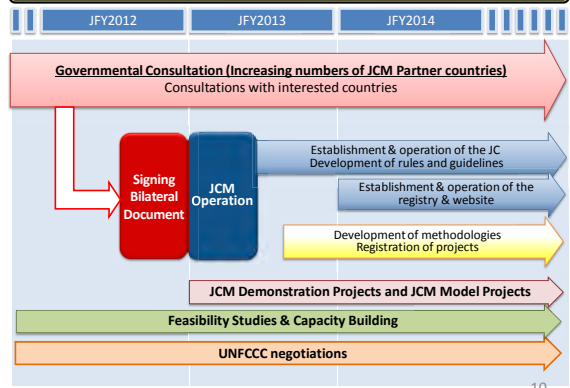 JFY2012 JFY2013 JFY2014
Governmental Consultation (Increasing numbers of JCM Partner countries)
Consultations with interested countries
Signing
Bilateral
Document
JCM
Operation
Establishment & operation of the JC
Development of rules and guidelines
Establishment & operation of the
registry & website
Development of methodologies
Registration of projects
JCM Demonstration Projects and JCM Model Projects
Feasibility Studies & Capacity Building
UNFCCC negotiations
10